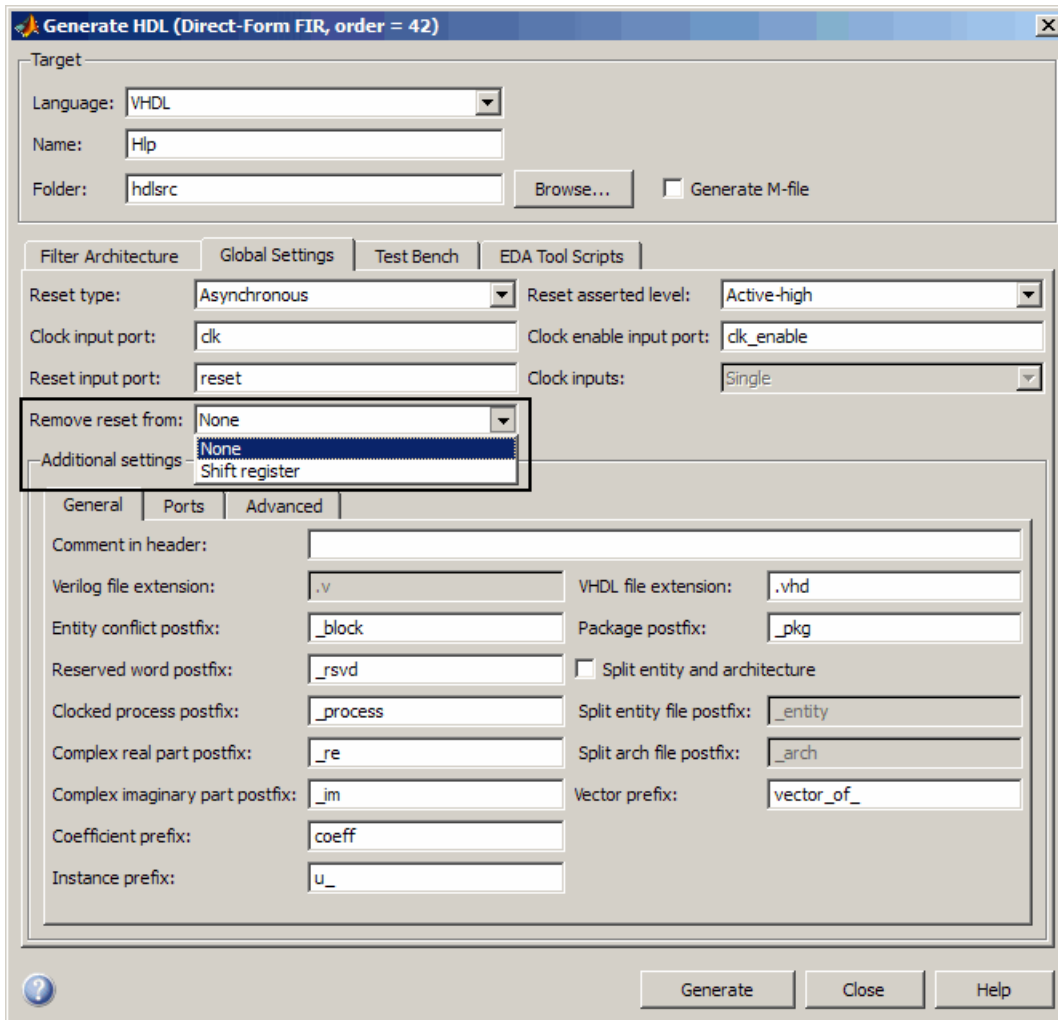 Generate HDL (Direct-Form FIR, order = 42)
Target
Language: VHDL
Name: Hlp
Folder: hdlsrc Browse... Generate M-file
Filter Architecture Global Settings Test Bench EDA Tool Scripts
Reset type: Asynchronous Reset asserted level: Active-high
Clock input port: clk Clock enable input port: clk_enable
Reset input port: reset Clock inputs: Single
Remove reset from: None
None
Additional settings
Shift register
General Ports Advanced
Comment in header:
Verilog file extension: .v VHDL file extension: .vhd
Entity conflict postfix: _block Package postfix: _pkg
Reserved word postfix: _rsvd Split entity and architecture
Clocked process postfix: _process Split entity file postfix: _entity
Complex real part postfix: _re Split arch file postfix: _arch
Complex imaginary part postfix: _im Vector prefix: vector_of_
Coefficient prefix: coeff
Instance prefix: u_
? Generate Close Help